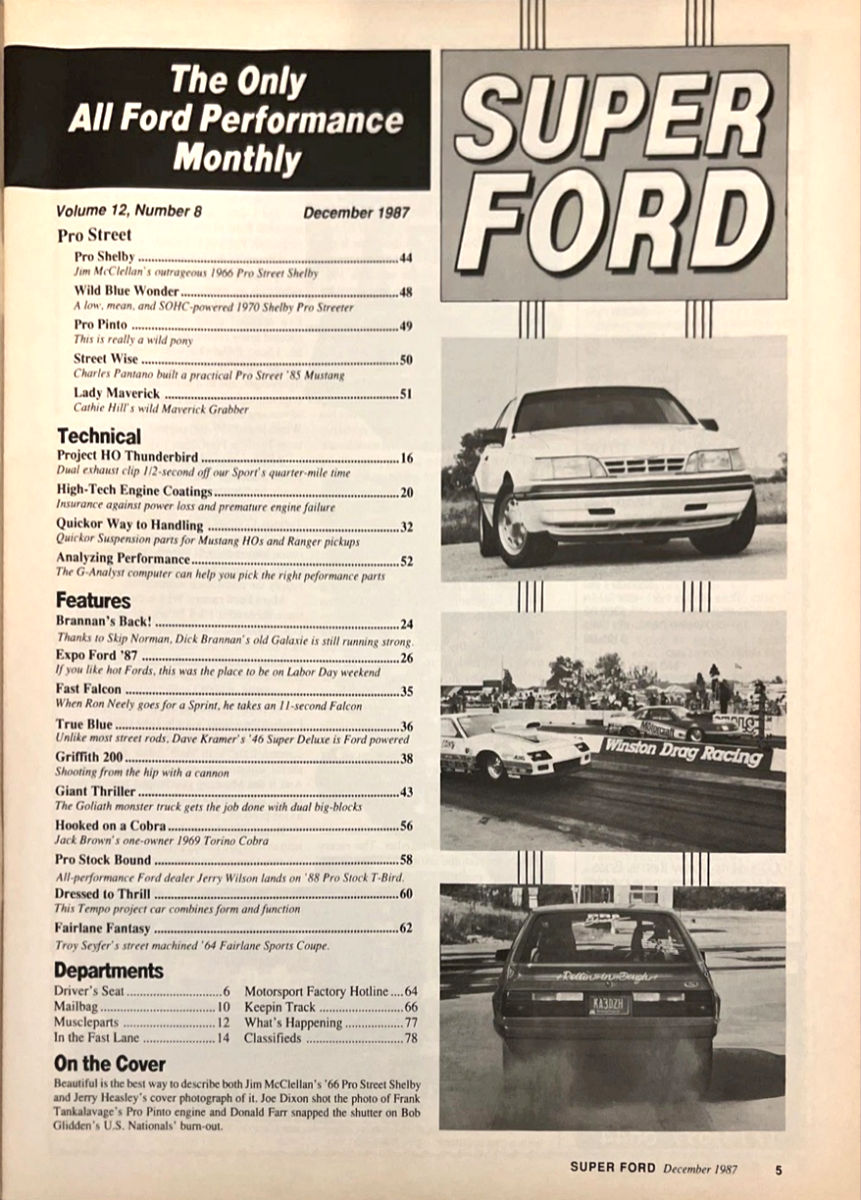 The Only
All Ford Performance
Monthly
SUPER
FORD
Volume 12, Number 8 December 1987
Pro Street
Pro Shelby ..... 44
Jim McClellan's outrageous 1966 Pro Street Shelby
Wild Blue Wonder ..... 48
A low, mean, and SOHC-powered 1970 Shelby Pro Streeter
Pro Pinto ..... 49
This is really a wild pony
Street Wise ..... 50
Charles Pantano built a practical Pro Street '85 Mustang
Lady Maverick ..... 51
Cathie Hill's wild Maverick Grabber
Technical
Project HO Thunderbird ..... 16
Dual exhaust clip 1/2-second off our Sport's quarter-mile time
High-Tech Engine Coatings ..... 20
Insurance against power loss and premature engine failure
Quickor Way to Handling ..... 32
Quickor Suspension parts for Mustang HOs and Ranger pickups
Analyzing Performance ..... 52
The G-Analyst computer can help you pick the right peformance parts
Features
Brannan's Back! ..... 24
Thanks to Skip Norman, Dick Brannan's old Galaxie is still running strong.
Expo Ford '87 ..... 26
If you like hot Fords, this was the place to be on Labor Day weekend
Fast Falcon ..... 35
When Ron Neely goes for a Sprint, he takes an 11-second Falcon
True Blue ..... 36
Unlike most street rods, Dave Kramer's '46 Super Deluxe is Ford powered
Griffith 200 ..... 38
Shooting from the hip with a cannon
Giant Thriller ..... 43
The Goliath monster truck gets the job done with dual big-blocks
Hooked on a Cobra ..... 56
Jack Brown's one-owner 1969 Torino Cobra
Pro Stock Bound ..... 58
All-performance Ford dealer Jerry Wilson lands on '88 Pro Stock T-Bird.
Dressed to Thrill ..... 60
This Tempo project car combines form and function
Fairlane Fantasy ..... 62
Troy Seyfer's street machined '64 Fairlane Sports Coupe.
Departments
Driver's Seat ..... 6 Motorsport Factory Hotline .... 64
Mailbag ..... 10 Keepin Track ..... 66
Muscleparts ..... 12 What's Happening ..... 77
In the Fast Lane ..... 14 Classifieds ..... 78
On the Cover
Beautiful is the best way to describe both Jim McClellan's '66 Pro Street Shelby
and Jerry Heasley's cover photograph of it. Joe Dixon shot the photo of Frank
Tankalavage's Pro Pinto engine and Donald Farr snapped the shutter on Bob
Glidden's U.S. Nationals' burn-out.
Motorcraft
Winston Drag Racing
KA3DZH
SUPER FORD December 1987 5